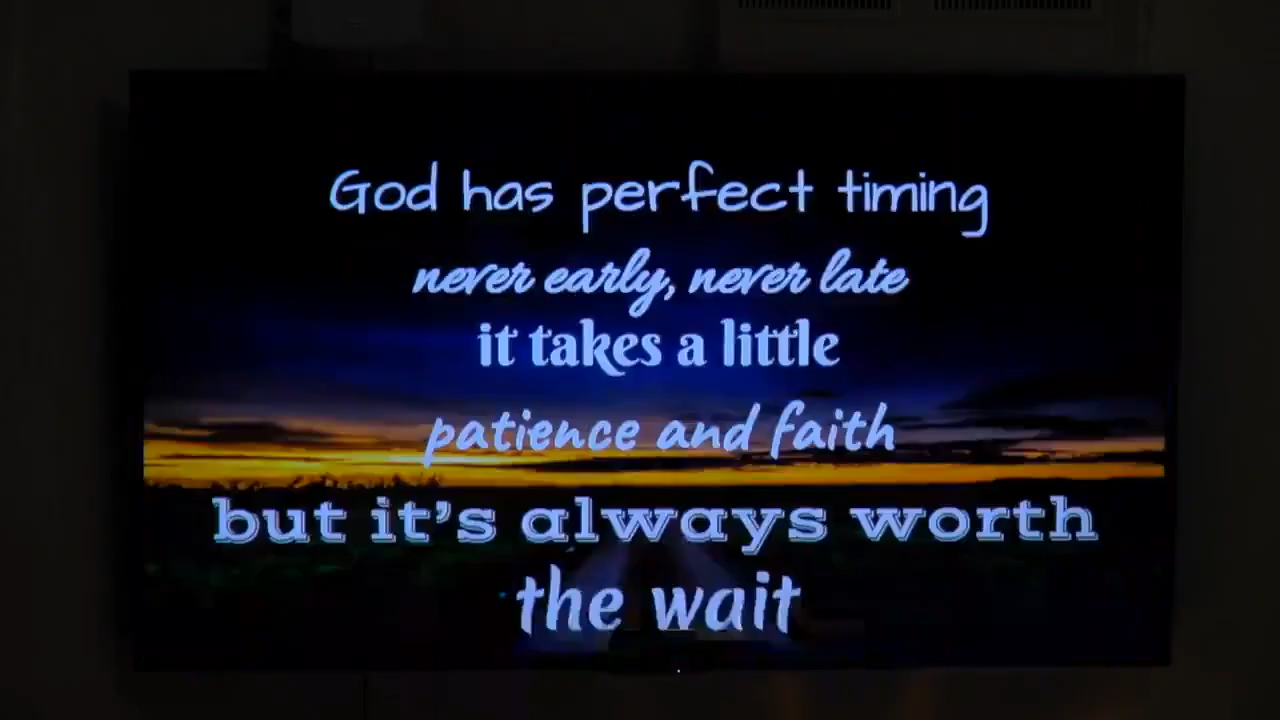 God has perfect timing
never early, never late
it takes a little
patience and faith
but it's always worth
the wait